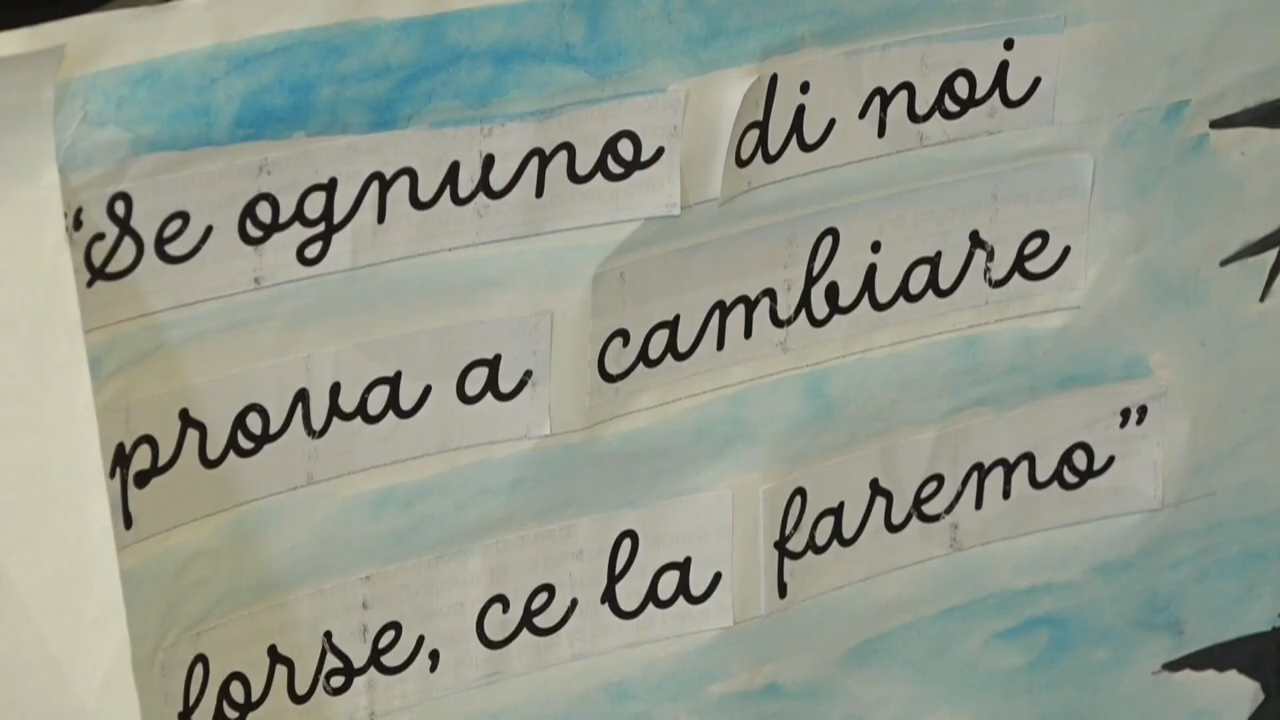 “Se ognuno di noi
prova a cambiare
forse, ce la faremo”